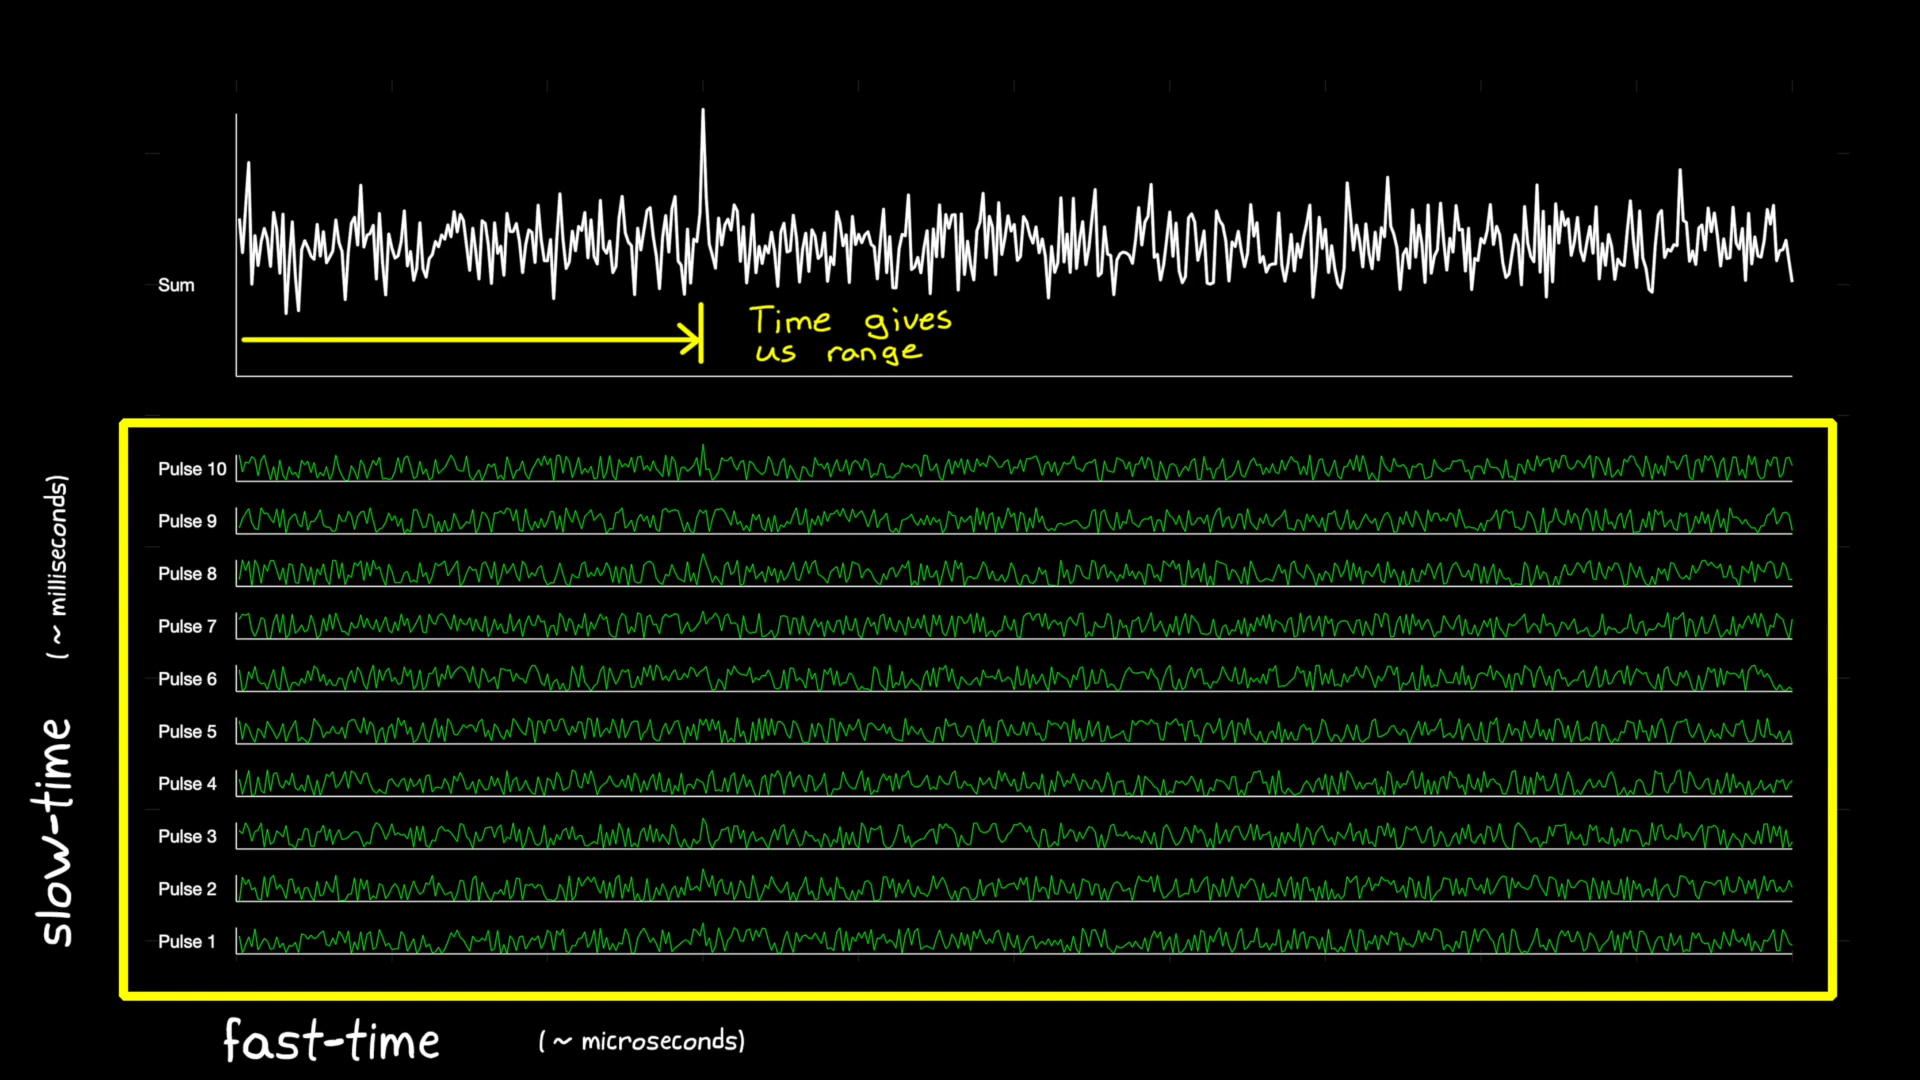 Sum
Time gives
us range
Pulse 10
Pulse 9
Pulse 8
Pulse 7
Pulse 6
Pulse 5
Pulse 4
Pulse 3
Pulse 2
Pulse 1
slow-time (~ milliseconds)
fast-time (~ microseconds)